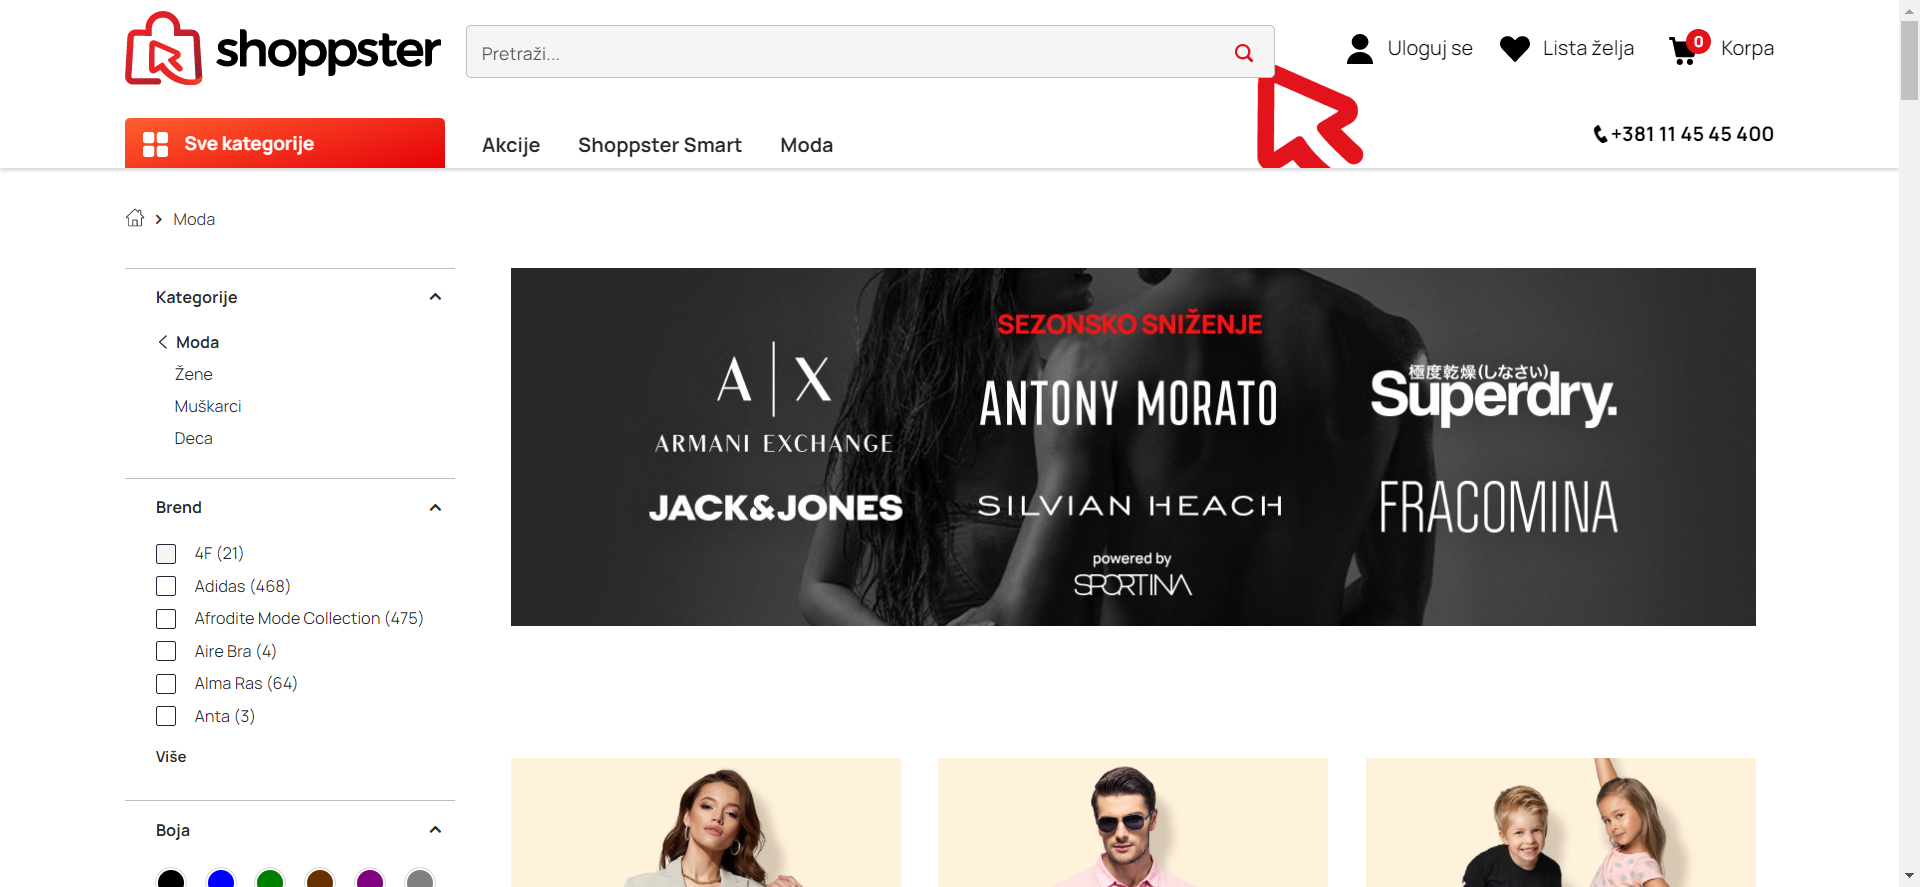 shoppster
Pretraži...
Uloguj se
Lista želja
0
Korpa
Sve kategorije
Akcije
Shoppster Smart
Moda
+381 11 45 45 400
Moda
Kategorije
Moda
Žene
Muškarci
Deca
Brend
4F (21)
Adidas (468)
Afrodite Mode Collection (475)
Aire Bra (4)
Alma Ras (64)
Anta (3)
Više
Boja
SEZONSKO SNIŽENJE
A|X
ARMANI EXCHANGE
ANTONY MORATO
極度乾燥(しなさい)
Superdry.
JACK&JONES
SILVIAN HEACH
FRACOMINA
powered by
SPORTINA